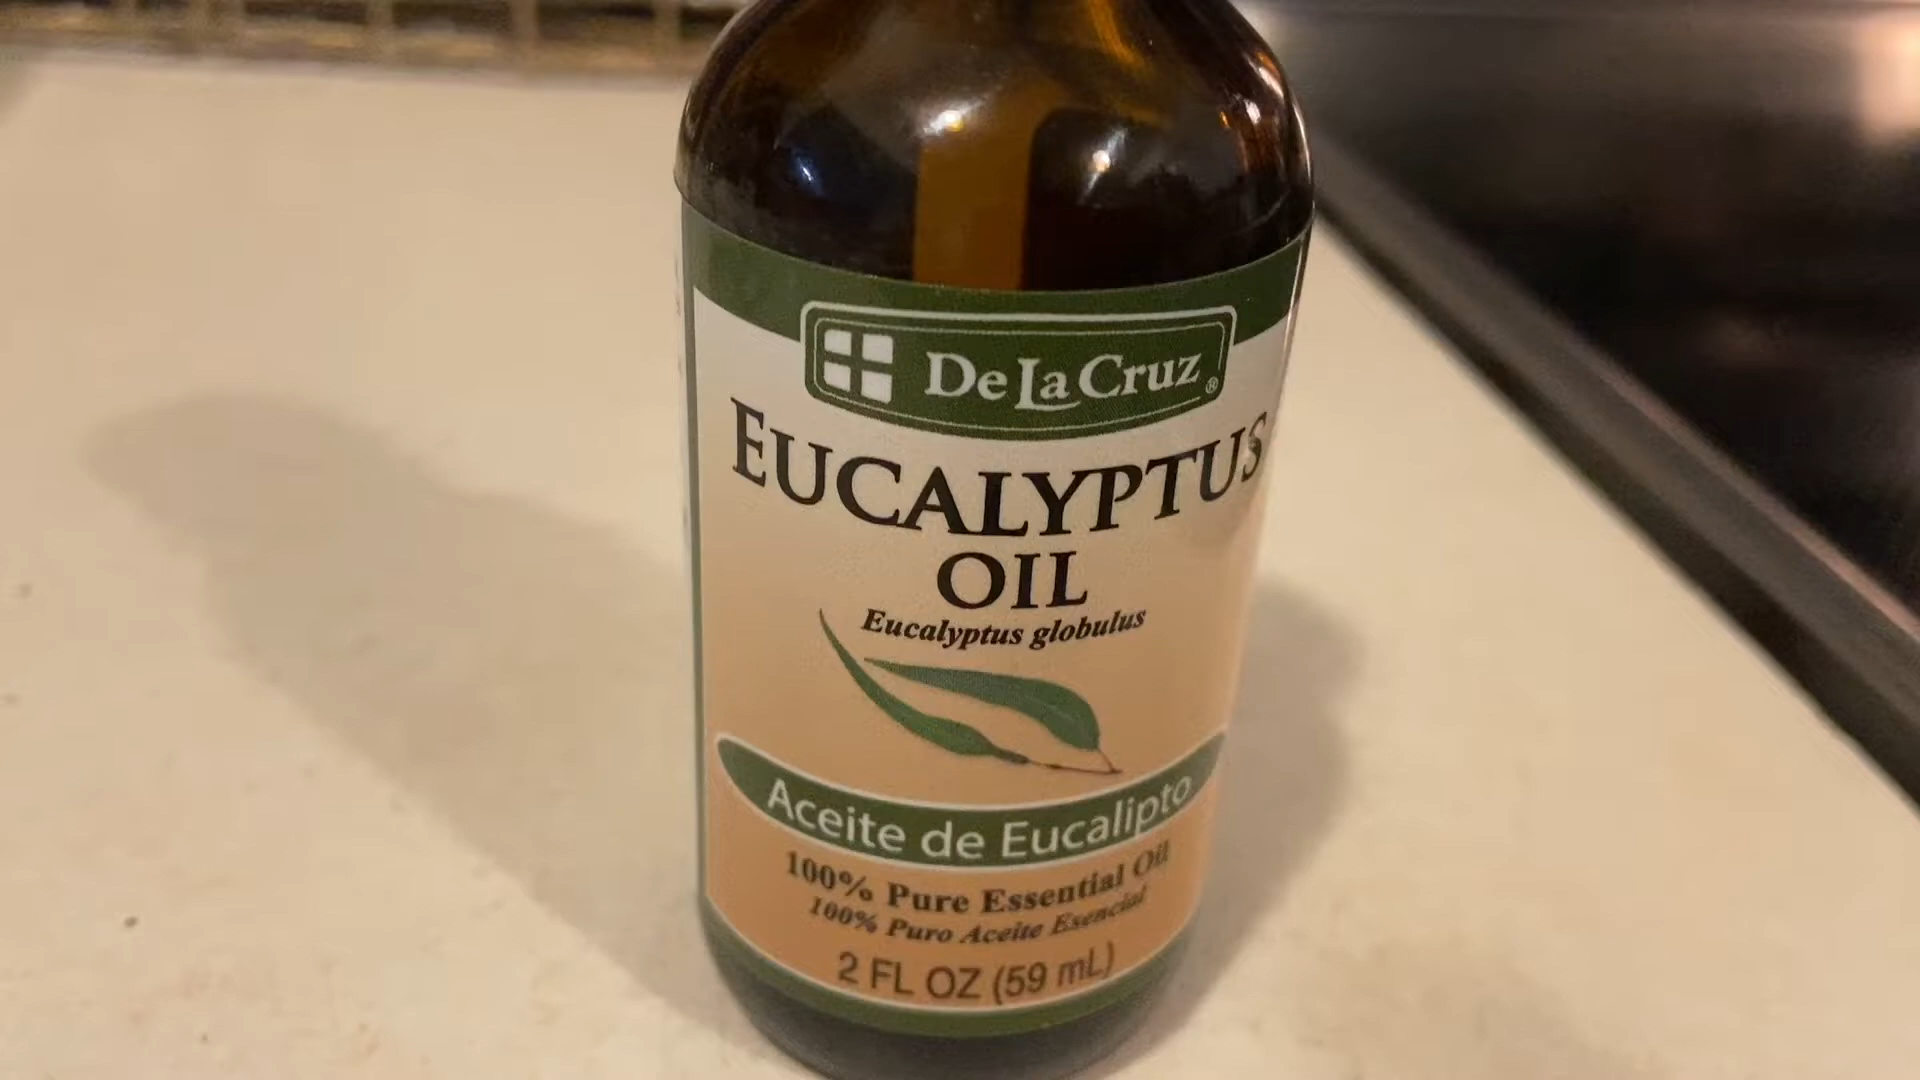 De La Cruz®
EUCALYPTUS
OIL
Eucalyptus globulus
Aceite de Eucalipto
100% Pure Essential Oil
100% Puro Aceite Esencial
2 FL OZ (59 mL)